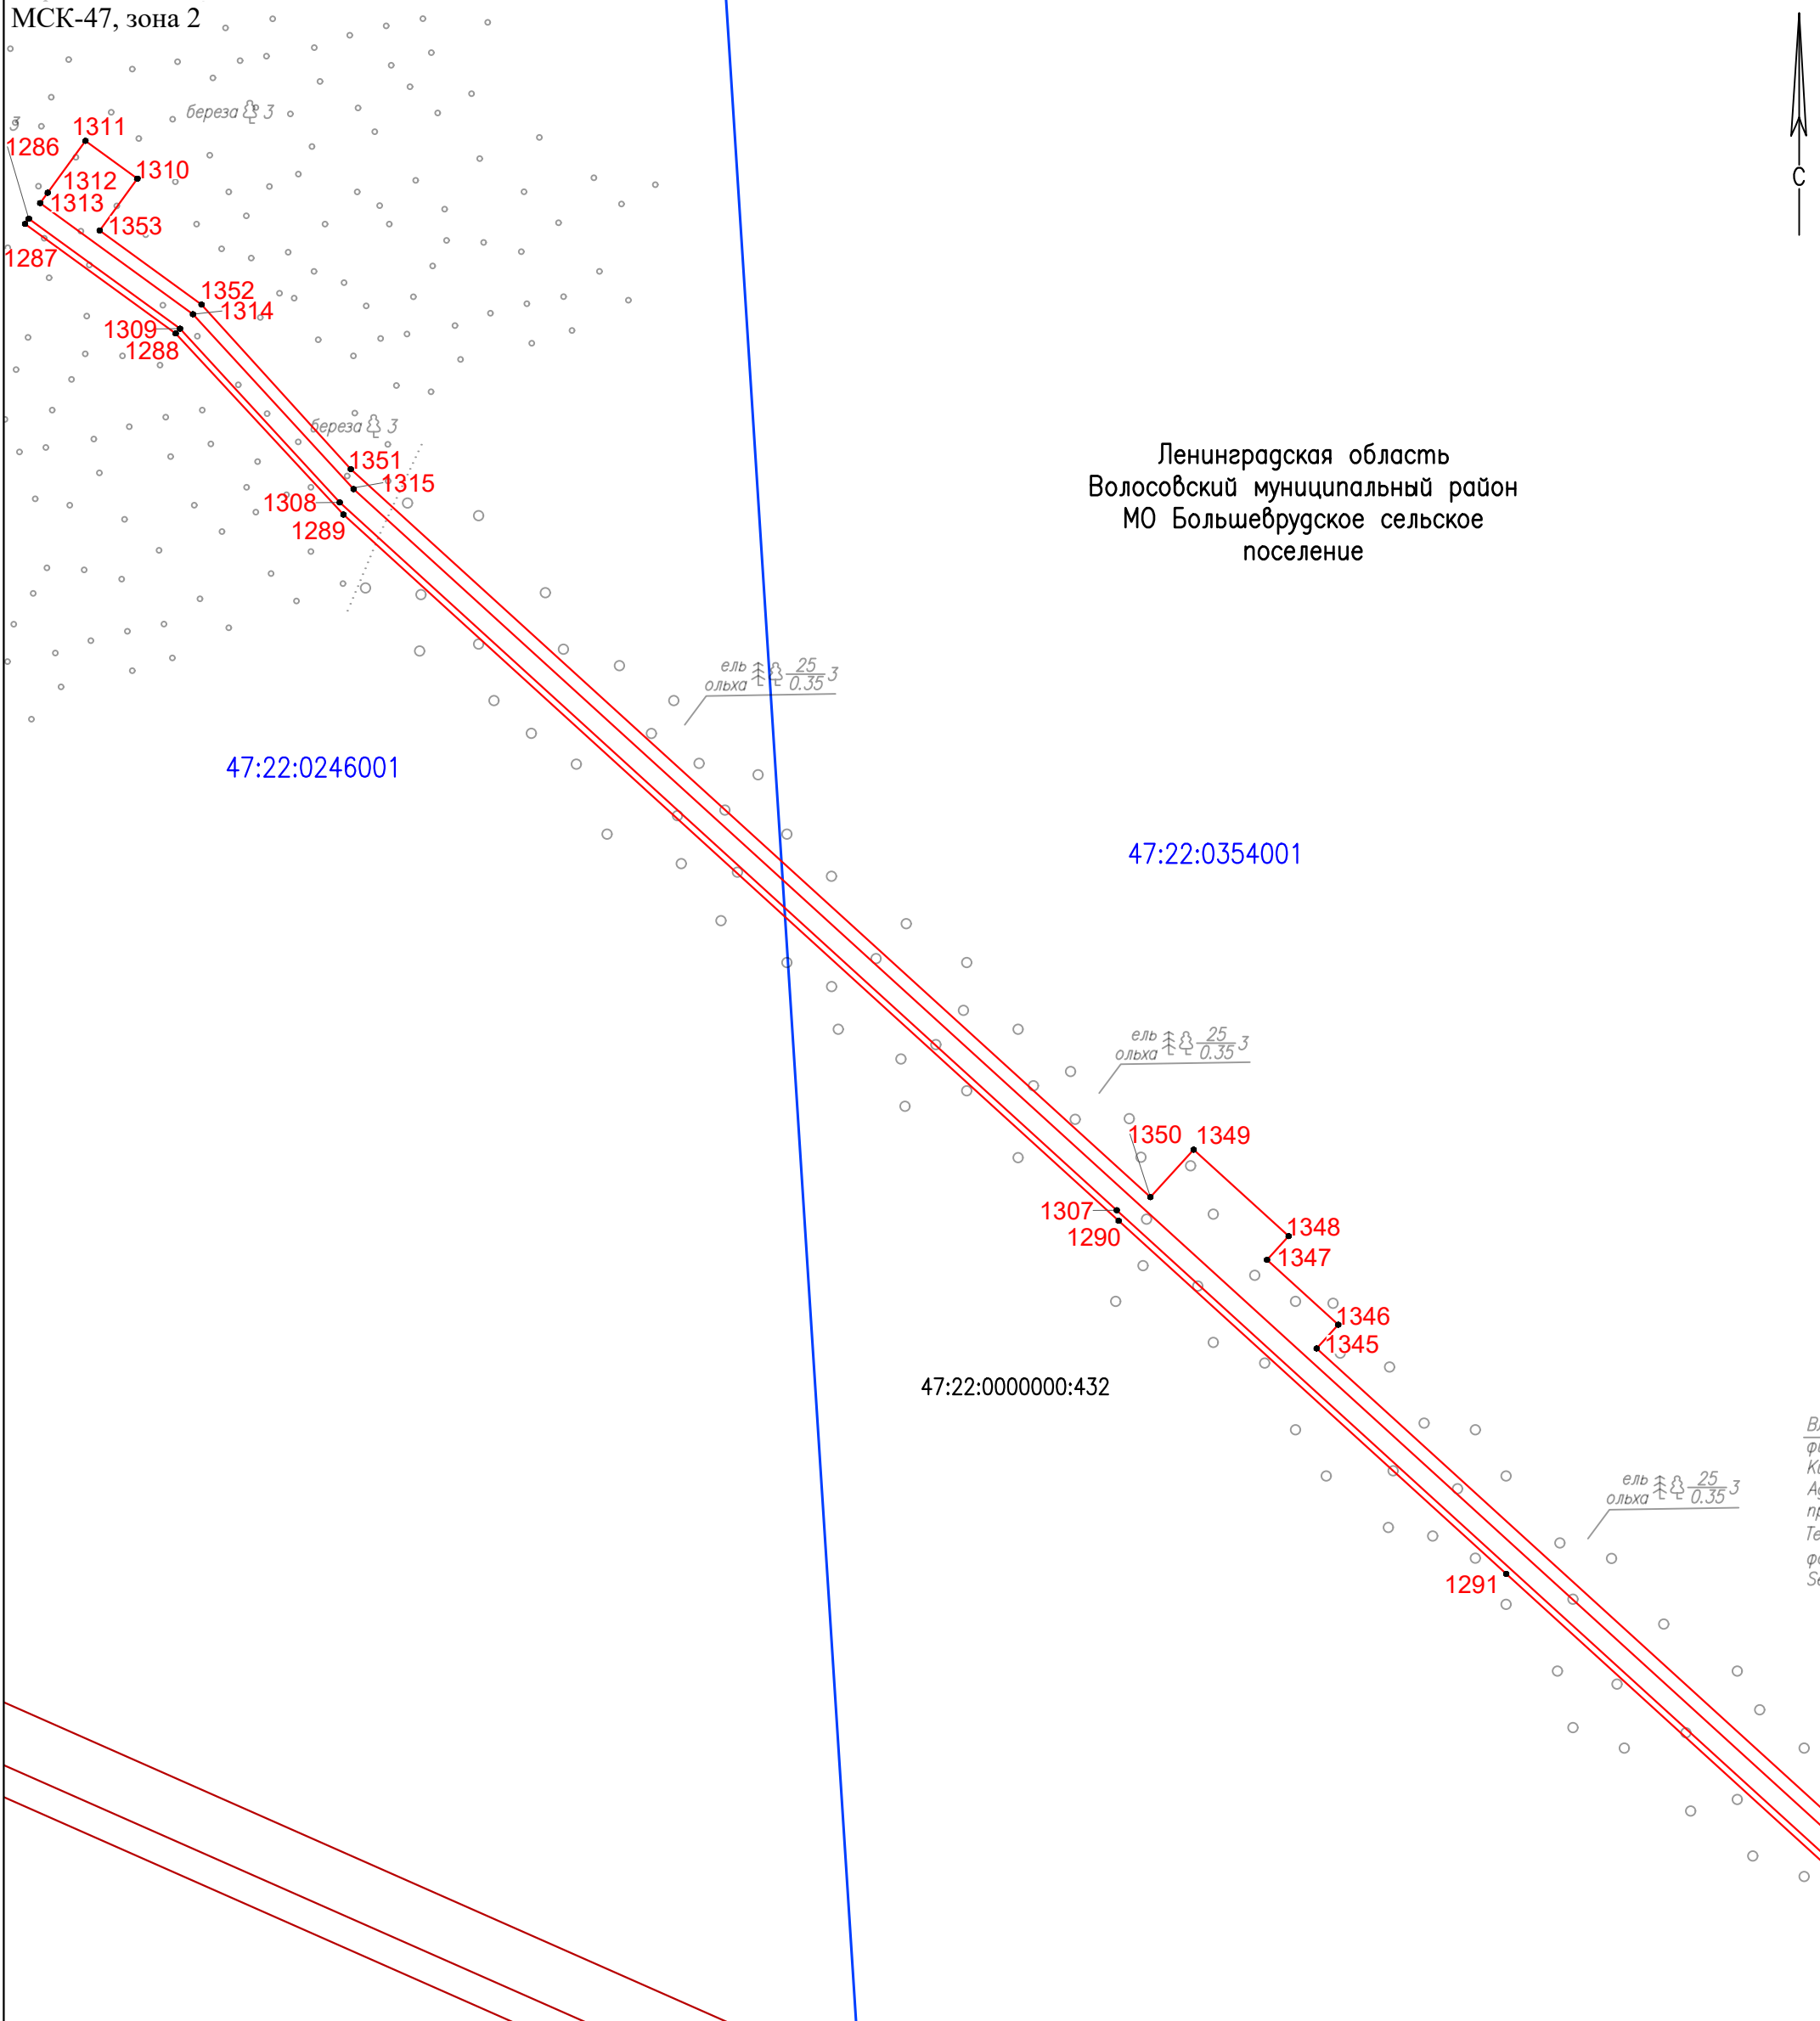 МСК-47, зона 2
С
береза 3
3
1311
1286
1310
1312
1313
1353
1287
1352
1314
1309
1288
береза 3
1351
1315
1308
1289
Ленинградская область
Волосовский муниципальный район
МО Большеврудское сельское
поселение
ель 25 3
ольха 0.35
47:22:0246001
47:22:0354001
ель 25 3
ольха 0.35
1350
1349
1307
1290
1348
1347
1346
1345
47:22:0000000:432
ель 25 3
ольха 0.35
1291